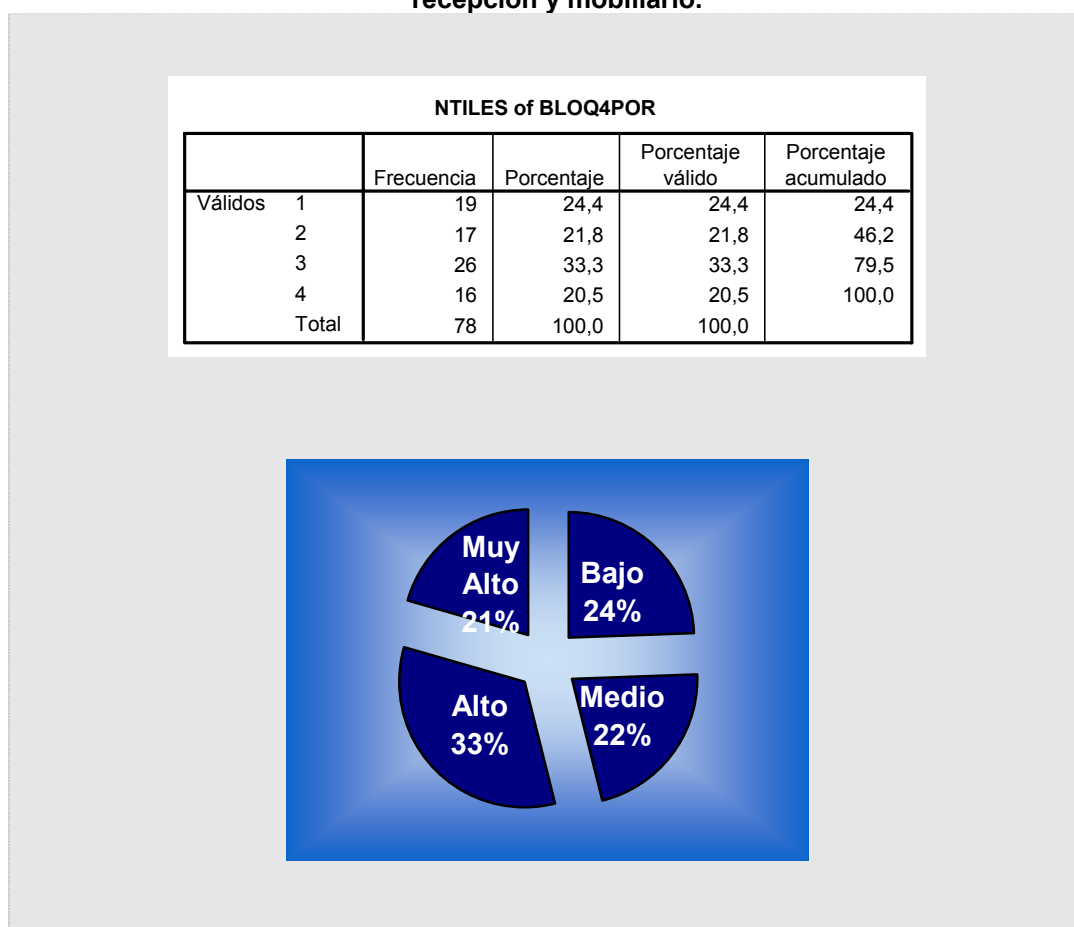 recepción y mobiliario.
NTILES of BLOQ4POR
Frecuencia Porcentaje Porcentaje válido Porcentaje acumulado
Válidos 1 19 24,4 24,4 24,4
2 17 21,8 21,8 46,2
3 26 33,3 33,3 79,5
4 16 20,5 20,5 100,0
Total 78 100,0 100,0
Muy
Alto
21%
Bajo
24%
Alto
33%
Medio
22%